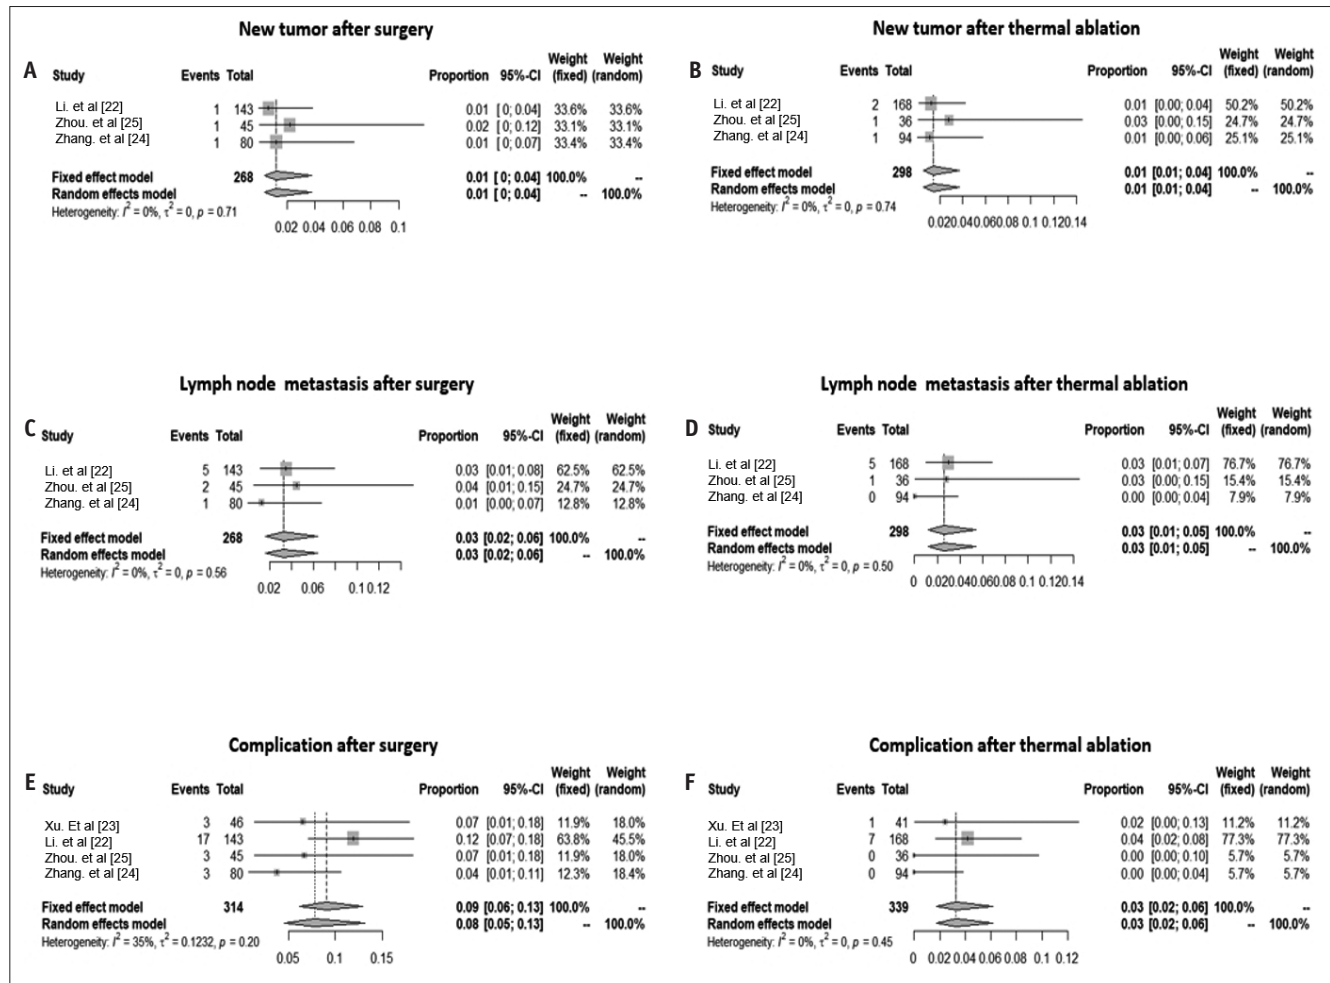 New tumor after surgery
A
Study Events Total Proportion 95%-CI Weight (fixed) Weight (random)
Li. et al [22] 1 143 0.01 [ 0; 0.04] 33.6% 33.6%
Zhou. et al [25] 1 45 0.02 [ 0; 0.12] 33.1% 33.1%
Zhang. et al [24] 1 80 0.01 [ 0; 0.07] 33.4% 33.4%
Fixed effect model 268 0.01 [ 0; 0.04] 100.0% --
Random effects model 0.01 [ 0; 0.04] -- 100.0%
Heterogeneity: I² = 0%, τ² = 0, p = 0.71
0.02 0.04 0.06 0.08 0.1
New tumor after thermal ablation
B
Study Events Total Proportion 95%-CI Weight (fixed) Weight (random)
Li. et al [22] 2 168 0.01 [0.00; 0.04] 50.2% 50.2%
Zhou. et al [25] 1 36 0.03 [0.00; 0.15] 24.7% 24.7%
Zhang. et al [24] 1 94 0.01 [0.00; 0.06] 25.1% 25.1%
Fixed effect model 298 0.01 [0.01; 0.04] 100.0% --
Random effects model 0.01 [0.01; 0.04] -- 100.0%
Heterogeneity: I² = 0%, τ² = 0, p = 0.74
0.02 0.04 0.06 0.08 0.1 0.12 0.14
Lymph node metastasis after surgery
C
Study Events Total Proportion 95%-CI Weight (fixed) Weight (random)
Li. et al [22] 5 143 0.03 [0.01; 0.08] 62.5% 62.5%
Zhou. et al [25] 2 45 0.04 [0.01; 0.15] 24.7% 24.7%
Zhang. et al [24] 1 80 0.01 [0.00; 0.07] 12.8% 12.8%
Fixed effect model 268 0.03 [0.02; 0.06] 100.0% --
Random effects model 0.03 [0.02; 0.06] -- 100.0%
Heterogeneity: I² = 0%, τ² = 0, p = 0.56
0.02 0.06 0.1 0.12
Lymph node metastasis after thermal ablation
D
Study Events Total Proportion 95%-CI Weight (fixed) Weight (random)
Li. et al [22] 5 168 0.03 [0.01; 0.07] 76.7% 76.7%
Zhou. et al [25] 1 36 0.03 [0.00; 0.15] 15.4% 15.4%
Zhang. et al [24] 0 94 0.00 [0.00; 0.04] 7.9% 7.9%
Fixed effect model 298 0.03 [0.01; 0.05] 100.0% --
Random effects model 0.03 [0.01; 0.05] -- 100.0%
Heterogeneity: I² = 0%, τ² = 0, p = 0.50
0 0.02 0.04 0.06 0.08 0.1 0.12 0.14
Complication after surgery
E
Study Events Total Proportion 95%-CI Weight (fixed) Weight (random)
Xu. Et al [23] 3 46 0.07 [0.01; 0.18] 11.9% 18.0%
Li. et al [22] 17 143 0.12 [0.07; 0.18] 63.8% 45.5%
Zhou. et al [25] 3 45 0.07 [0.01; 0.18] 11.9% 18.0%
Zhang. et al [24] 3 80 0.04 [0.01; 0.11] 12.3% 18.4%
Fixed effect model 314 0.09 [0.06; 0.13] 100.0% --
Random effects model 0.08 [0.05; 0.13] -- 100.0%
Heterogeneity: I² = 35%, τ² = 0.1232, p = 0.20
0.05 0.1 0.15
Complication after thermal ablation
F
Study Events Total Proportion 95%-CI Weight (fixed) Weight (random)
Xu. Et al [23] 1 41 0.02 [0.00; 0.13] 11.2% 11.2%
Li. et al [22] 7 168 0.04 [0.02; 0.08] 77.3% 77.3%
Zhou. et al [25] 0 36 0.00 [0.00; 0.10] 5.7% 5.7%
Zhang. et al [24] 0 94 0.00 [0.00; 0.04] 5.7% 5.7%
Fixed effect model 339 0.03 [0.02; 0.06] 100.0% --
Random effects model 0.03 [0.02; 0.06] -- 100.0%
Heterogeneity: I² = 0%, τ² = 0, p = 0.45
0 0.02 0.04 0.06 0.08 0.1 0.12